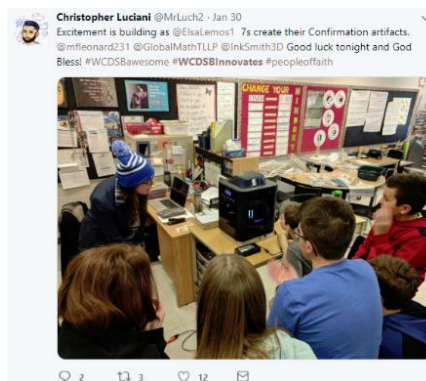 Christopher Luciani @MrLuch2 · Jan 30
Excitement is building as @ElsaLemos1 7s create their Confirmation artifacts.
@mfleonard231 @GlobalMathTLLP @InkSmith3D Good luck tonight and God
Bless! #WCDSBawesome #WCDSBInnovates #peopleoffaith
CHANGE YOUR
2 3 12